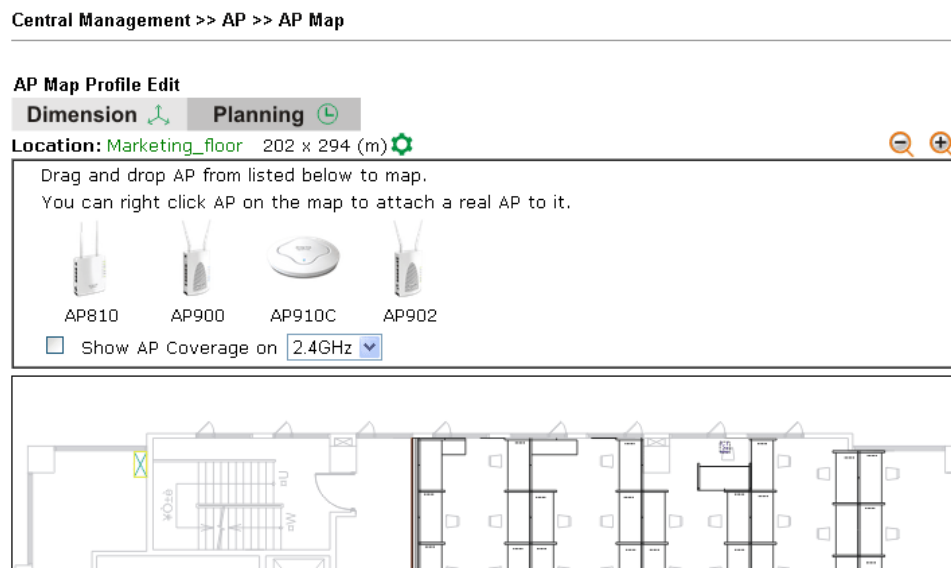 Central Management >> AP >> AP Map
AP Map Profile Edit
Dimension Planning
Location: Marketing_floor 202 x 294 (m)
Drag and drop AP from listed below to map.
You can right click AP on the map to attach a real AP to it.
AP810 AP900 AP910C AP902
Show AP Coverage on 2.4GHz